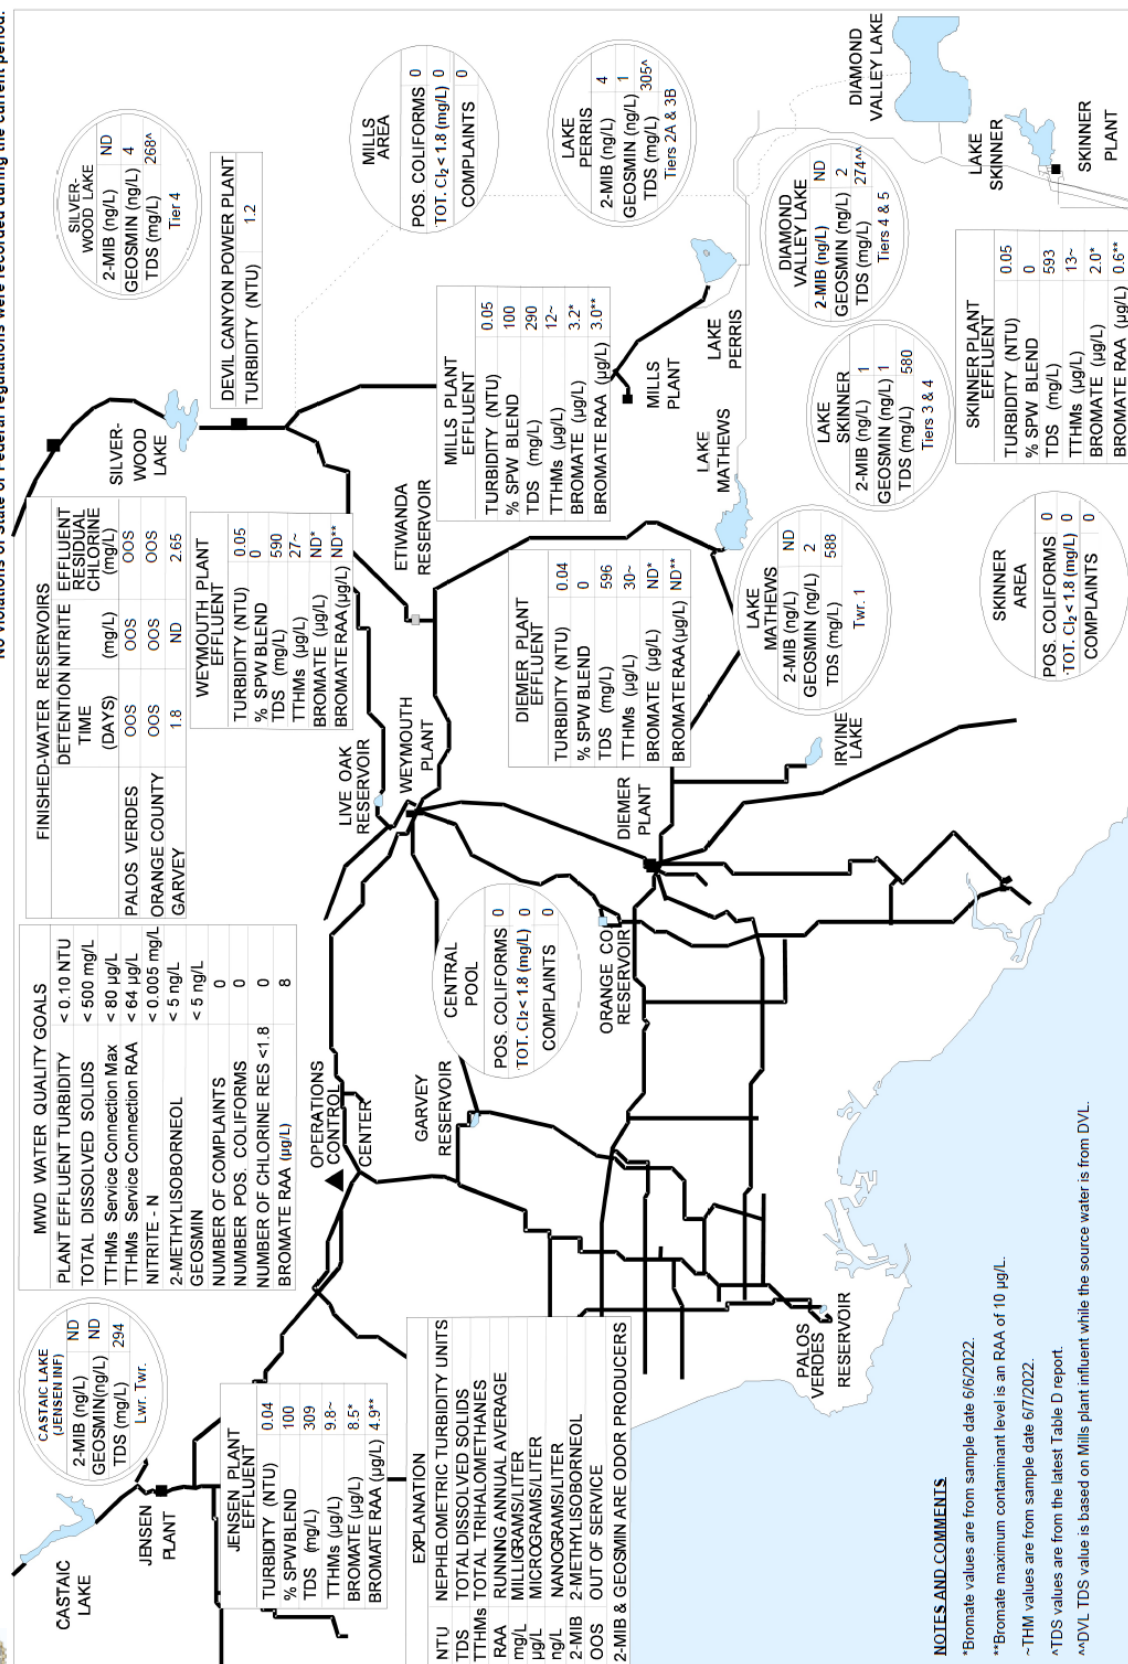 No violations of State or Federal regulations were recorded during the current period.
CASTAIC LAKE
(JENSEN INF)
2-MIB (ng/L) ND
GEOSMIN(ng/L) ND
TDS (mg/L) 294
Lwr. Twr.
CASTAIC
LAKE
JENSEN
PLANT
JENSEN PLANT
EFFLUENT
TURBIDITY (NTU) 0.04
% SPW BLEND 100
TDS (mg/L) 309
TTHMs (µg/L) 9.8~
BROMATE (µg/L) 8.5*
BROMATE RAA (µg/L) 4.9**
EXPLANATION
NTU NEPHELOMETRIC TURBIDITY UNITS
TDS TOTAL DISSOLVED SOLIDS
TTHMs TOTAL TRIHALOMETHANES
RAA RUNNING ANNUAL AVERAGE
mg/L MILLIGRAMS/LITER
µg/L MICROGRAMS/LITER
ng/L NANOGRAMS/LITER
2-MIB 2-METHYLISOBORNEOL
OOS OUT OF SERVICE
2-MIB & GEOSMIN ARE ODOR PRODUCERS
MWD WATER QUALITY GOALS
PLANT EFFLUENT TURBIDITY < 0.10 NTU
TOTAL DISSOLVED SOLIDS < 500 mg/L
TTHMs Service Connection Max < 80 µg/L
TTHMs Service Connection RAA < 64 µg/L
NITRITE - N < 0.005 mg/L
2-METHYLISOBORNEOL < 5 ng/L
GEOSMIN < 5 ng/L
NUMBER OF COMPLAINTS 0
NUMBER POS. COLIFORMS 0
NUMBER OF CHLORINE RES <1.8 0
BROMATE RAA (µg/L) 8
FINISHED-WATER RESERVOIRS
DETENTION NITRITE EFFLUENT
TIME RESIDUAL
CHLORINE
(DAYS) (mg/L) (mg/L)
PALOS VERDES OOS OOS OOS
ORANGE COUNTY OOS OOS OOS
GARVEY 1.8 ND 2.65
WEYMOUTH PLANT
EFFLUENT
TURBIDITY (NTU) 0.05
% SPW BLEND 0
TDS (mg/L) 590
TTHMs (µg/L) 27~
BROMATE (µg/L) ND*
BROMATE RAA (µg/L) ND**
SILVER-
WOOD
LAKE
SILVER-
WOOD LAKE
2-MIB (ng/L) ND
GEOSMIN (ng/L) 4
TDS (mg/L) 268^
Tier 4
DEVIL CANYON POWER PLANT
TURBIDITY (NTU) 1.2
MILLS
AREA
POS. COLIFORMS 0
TOT. Cl₂ < 1.8 (mg/L) 0
COMPLAINTS 0
OPERATIONS
CONTROL
CENTER
LIVE OAK
RESERVOIR
WEYMOUTH
PLANT
ETIWANDA
RESERVOIR
GARVEY
RESERVOIR
CENTRAL
POOL
POS. COLIFORMS 0
TOT. Cl₂ < 1.8 (mg/L) 0
COMPLAINTS 0
MILLS PLANT
EFFLUENT
TURBIDITY (NTU) 0.05
% SPW BLEND 100
TDS (mg/L) 290
TTHMs (µg/L) 12~
BROMATE (µg/L) 3.2*
BROMATE RAA (µg/L) 3.0**
LAKE
PERRIS
2-MIB (ng/L) 4
GEOSMIN (ng/L) 1
TDS (mg/L) 305^
Tiers 2A & 3B
MILLS
PLANT
LAKE
PERRIS
LAKE
MATHEWS
DIEMER PLANT
EFFLUENT
TURBIDITY (NTU) 0.04
% SPW BLEND 0
TDS (mg/L) 596
TTHMs (µg/L) 30~
BROMATE (µg/L) ND*
BROMATE RAA (µg/L) ND**
ORANGE CO
RESERVOIR
DIEMER
PLANT
LAKE
MATHEWS
2-MIB (ng/L) ND
GEOSMIN (ng/L) 2
TDS (mg/L) 588
Twr. 1
IRVINE
LAKE
DIAMOND
VALLEY LAKE
2-MIB (ng/L) ND
GEOSMIN (ng/L) 2
TDS (mg/L) 274^^
Tiers 4 & 5
DIAMOND
VALLEY LAKE
LAKE
SKINNER
2-MIB (ng/L) 1
GEOSMIN (ng/L) 1
TDS (mg/L) 580
Tiers 3 & 4
LAKE
SKINNER
SKINNER
PLANT
SKINNER PLANT
EFFLUENT
TURBIDITY (NTU) 0.05
% SPW BLEND 0
TDS (mg/L) 593
TTHMs (µg/L) 13~
BROMATE (µg/L) 2.0*
BROMATE RAA (µg/L) 0.6**
SKINNER
AREA
POS. COLIFORMS 0
TOT. Cl₂ < 1.8 (mg/L) 0
COMPLAINTS 0
PALOS
VERDES
RESERVOIR
NOTES AND COMMENTS
*Bromate values are from sample date 6/6/2022.
**Bromate maximum contaminant level is an RAA of 10 µg/L.
~THM values are from sample date 6/7/2022.
^TDS values are from the latest Table D report.
^^DVL TDS value is based on Mills plant influent while the source water is from DVL.